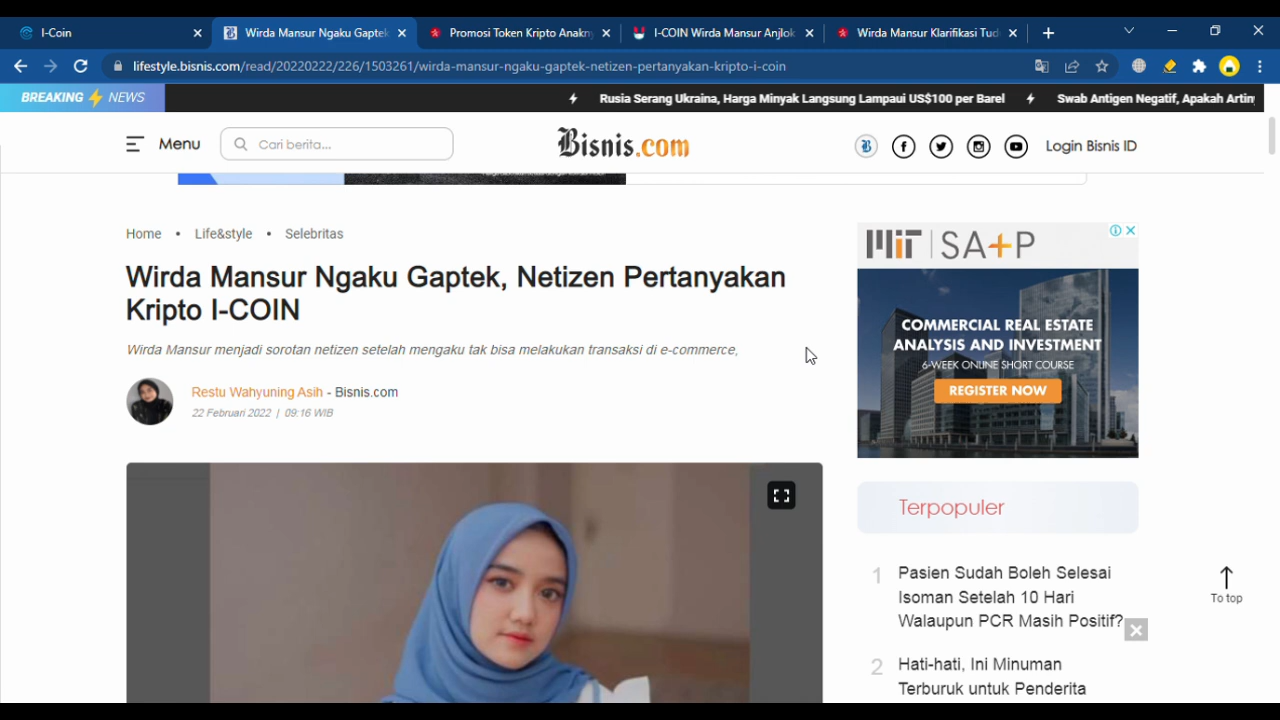 I-Coin
Wirda Mansur Ngaku Gaptek
Promosi Token Kripto Anakny
I-COIN Wirda Mansur Anjlok
Wirda Mansur Klarifikasi Tud
lifestyle.bisnis.com/read/20220222/226/1503261/wirda-mansur-ngaku-gaptek-netizen-pertanyakan-kripto-i-coin
BREAKING NEWS
Rusia Serang Ukraina, Harga Minyak Langsung Lampaui US$100 per Barel
Swab Antigen Negatif, Apakah Artin
Menu
Cari berita...
Bisnis.com
Login Bisnis ID
Home • Life&style • Selebritas
Wirda Mansur Ngaku Gaptek, Netizen Pertanyakan
Kripto I-COIN
Wirda Mansur menjadi sorotan netizen setelah mengaku tak bisa melakukan transaksi di e-commerce,
Restu Wahyuning Asih - Bisnis.com
22 Februari 2022 | 09:16 WIB
MIT SA+P
COMMERCIAL REAL ESTATE
ANALYSIS AND INVESTMENT
6-WEEK ONLINE SHORT COURSE
REGISTER NOW
Terpopuler
1 Pasien Sudah Boleh Selesai
Isoman Setelah 10 Hari
Walaupun PCR Masih Positif?
2 Hati-hati, Ini Minuman
Terburuk untuk Penderita
To top